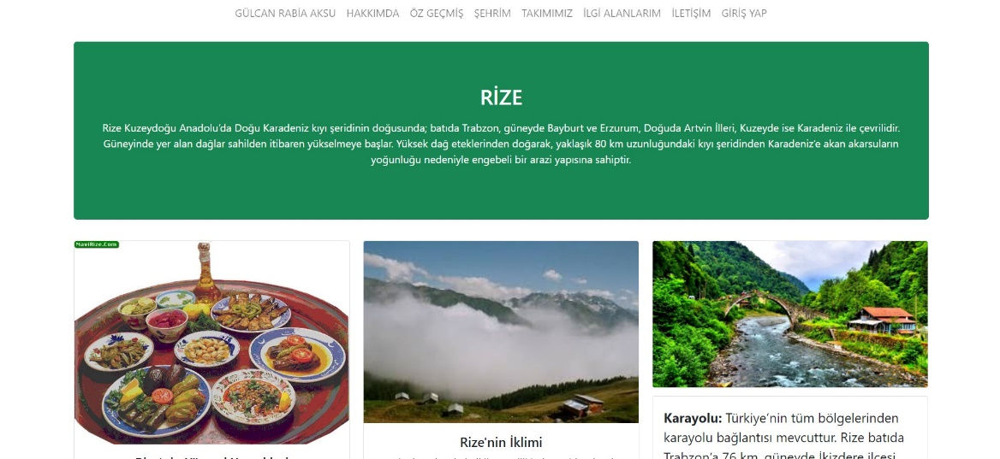 GÜLCAN RABİA AKSU HAKKIMDA ÖZ GEÇMİŞ ŞEHRİM TAKIMIMIZ İLGİ ALANLARIM İLETİŞİM GİRİŞ YAP
RİZE
Rize Kuzeydoğu Anadolu'da Doğu Karadeniz kıyı şeridinin doğusunda; batıda Trabzon, güneyde Bayburt ve Erzurum, Doğuda Artvin İlleri, Kuzeyde ise Karadeniz ile çevrilidir.
Güneyinde yer alan dağlar sahilden itibaren yükselmeye başlar. Yüksek dağ eteklerinden doğarak, yaklaşık 80 km uzunluğundaki kıyı şeridinden Karadeniz'e akan akarsuların
yoğunluğu nedeniyle engebeli bir arazi yapısına sahiptir.
MaviRize.Com
Rize'nin İklimi
Karayolu: Türkiye'nin tüm bölgelerinden
karayolu bağlantısı mevcuttur. Rize batıda
Trabzon'a 76 km, güneyde İkizdere ilçesi